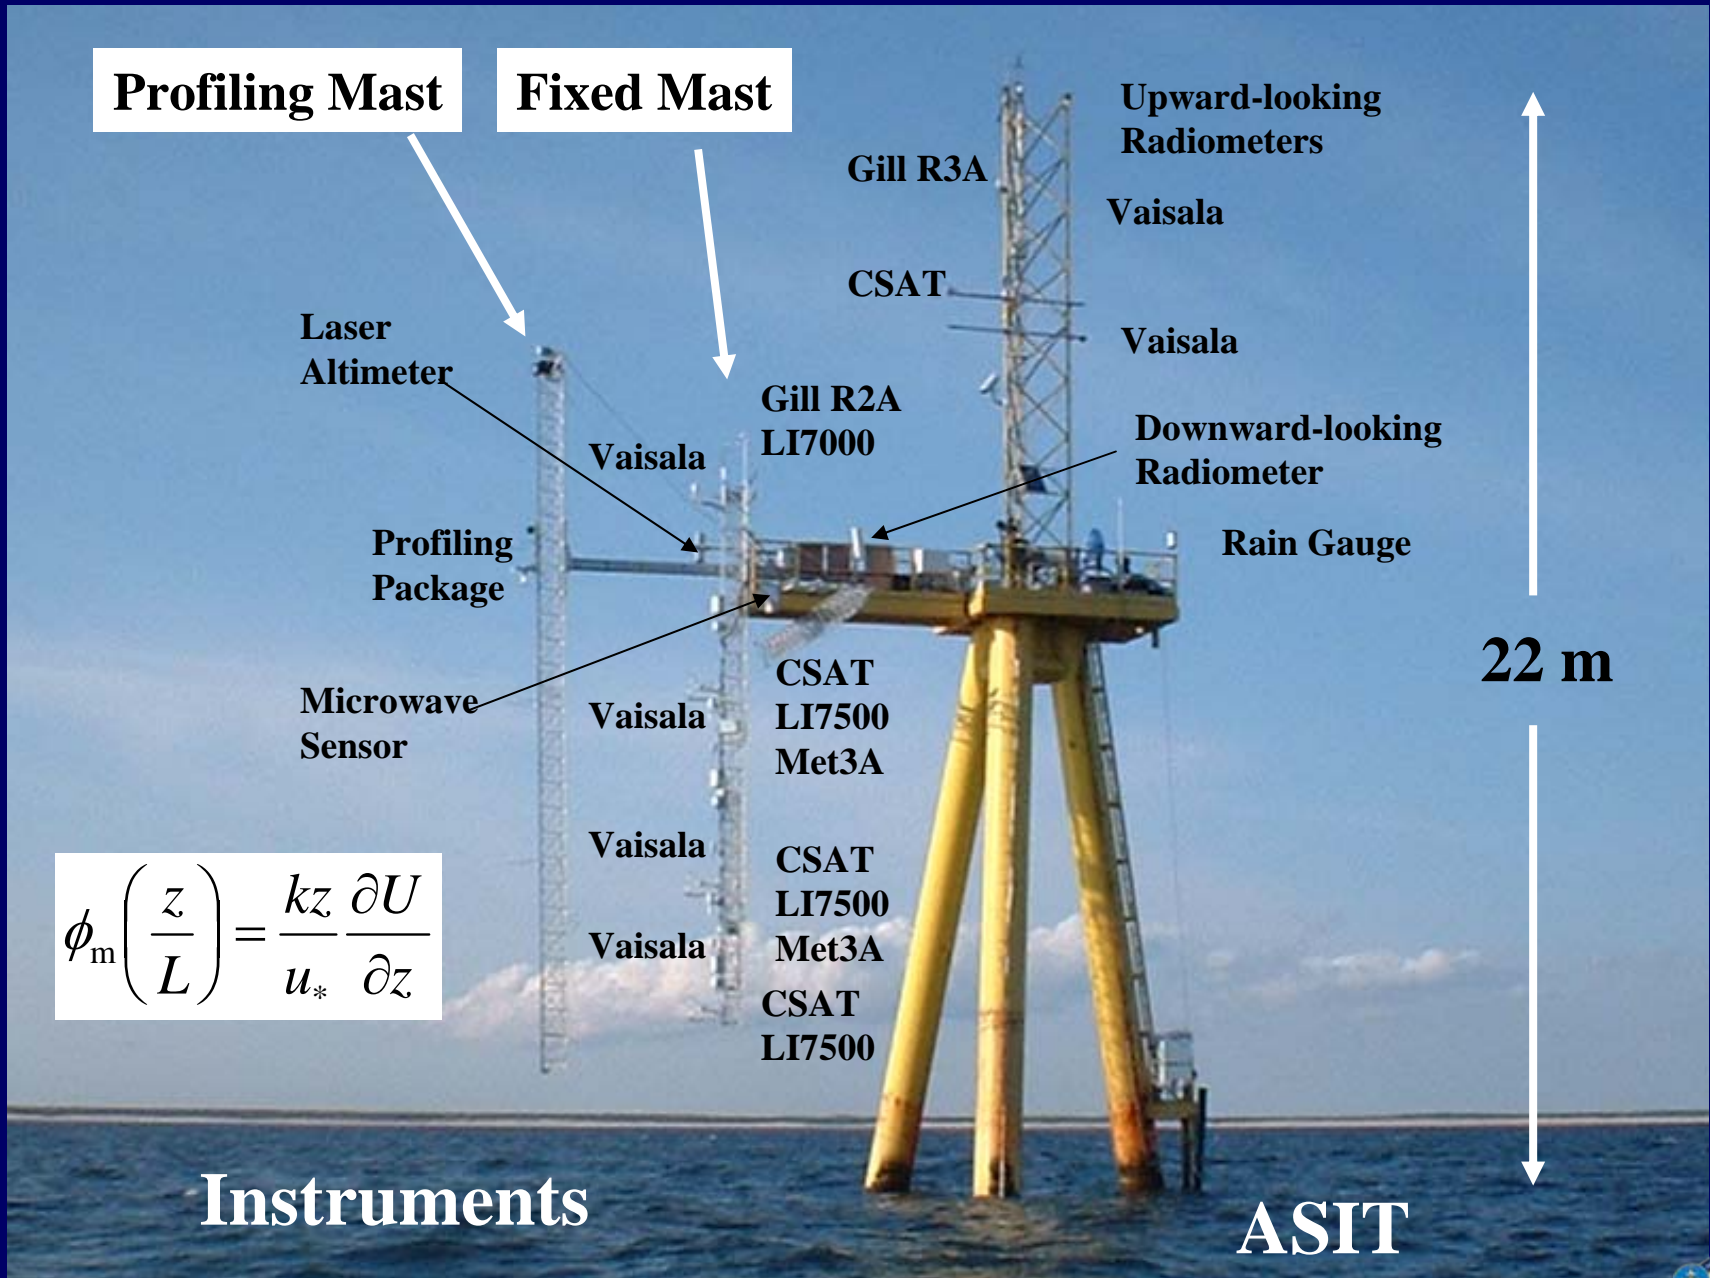 Profiling Mast
Fixed Mast
Upward-looking
Radiometers
Gill R3A
Vaisala
CSAT
Laser
Altimeter
Vaisala
Gill R2A
LI7000
Vaisala
Downward-looking
Radiometer
Profiling
Package
Rain Gauge
22 m
Microwave
Sensor
Vaisala
CSAT
LI7500
Met3A
Vaisala
CSAT
LI7500
Met3A
Vaisala
CSAT
LI7500
ϕm(z/L) = kz/u* ∂U/∂z
Instruments
ASIT